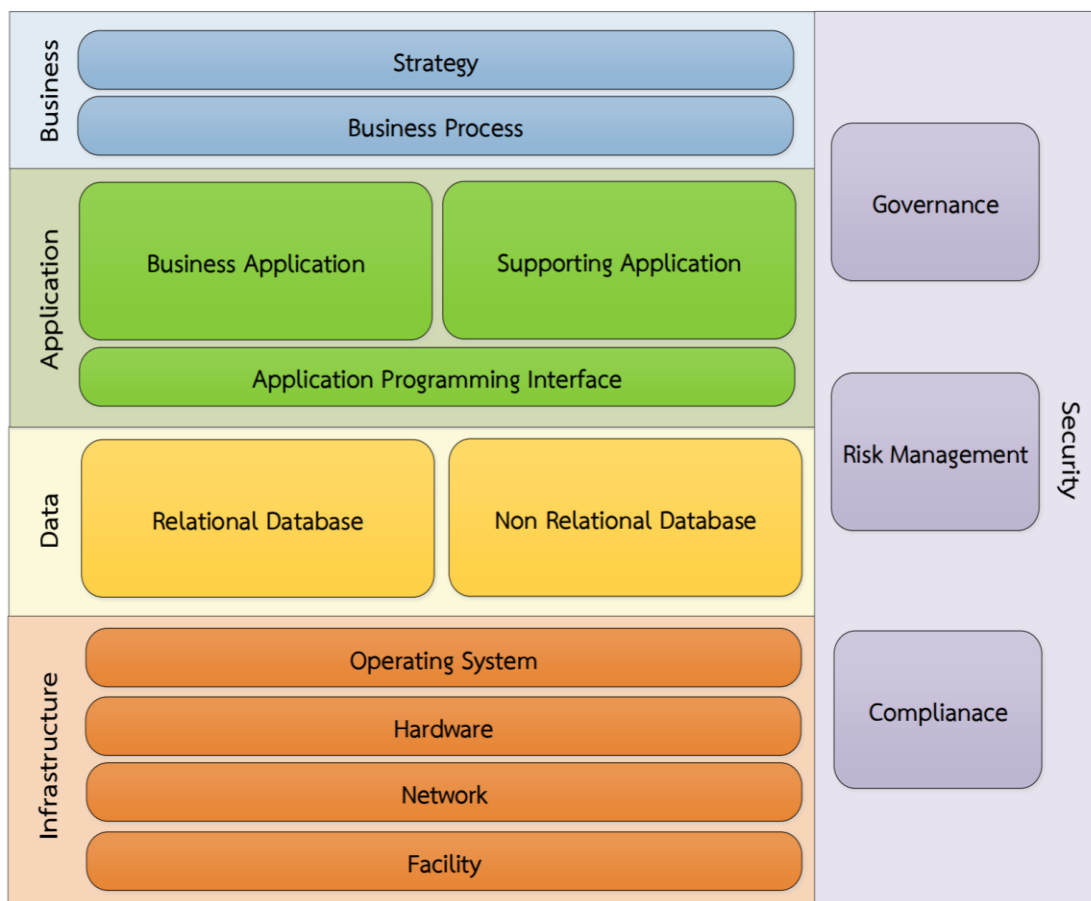 Business
Strategy
Business Process
Application
Business Application
Supporting Application
Application Programming Interface
Data
Relational Database
Non Relational Database
Infrastructure
Operating System
Hardware
Network
Facility
Security
Governance
Risk Management
Complianace